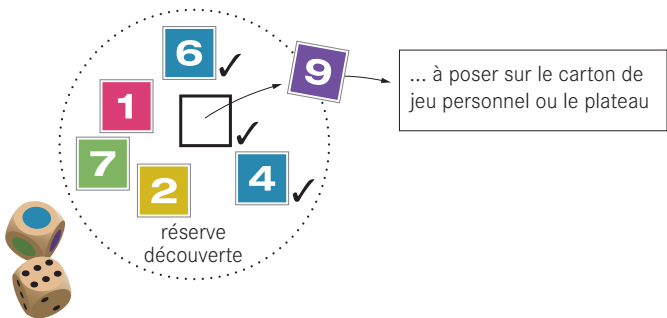 6
9
... à poser sur le carton de
jeu personnel ou le plateau
1
7
2
4
réserve
découverte